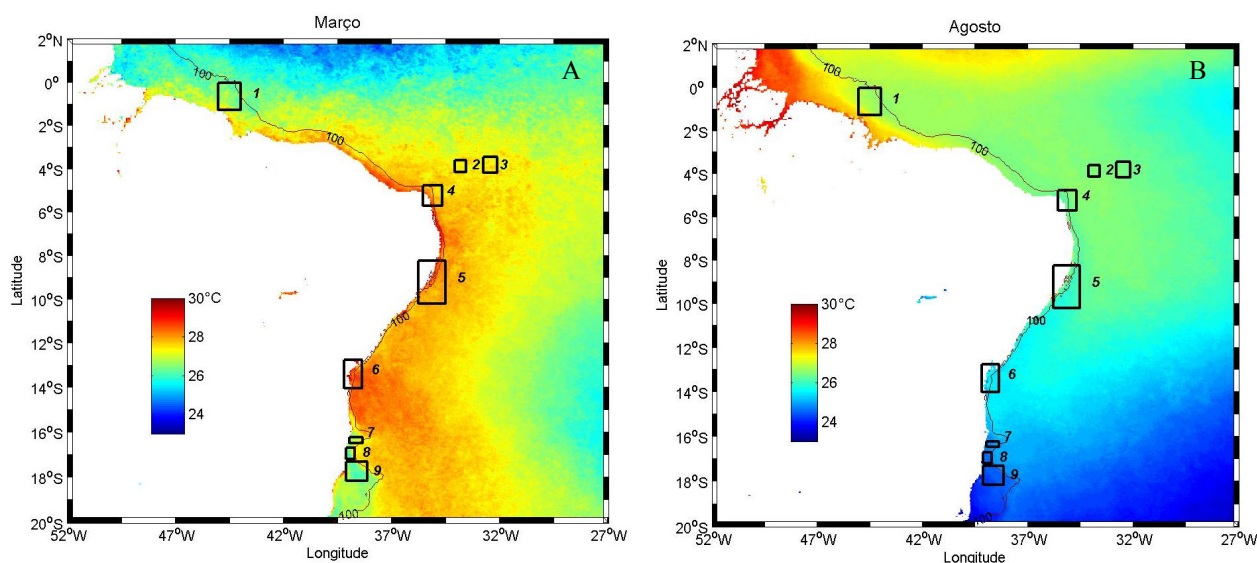 Março
A
2°N
0°
2°S
4°S
6°S
8°S
10°S
12°S
14°S
16°S
18°S
20°S
Latitude
52°W
47°W
42°W
37°W
32°W
27°W
Longitude
30°C
28
26
24
100
100
100
100
1
2
3
4
5
6
7
8
9
Agosto
B
2°N
0°
2°S
4°S
6°S
8°S
10°S
12°S
14°S
16°S
18°S
20°S
Latitude
52°W
47°W
42°W
37°W
32°W
27°W
Longitude
30°C
28
26
24
100
100
100
100
1
2
3
4
5
6
7
8
9